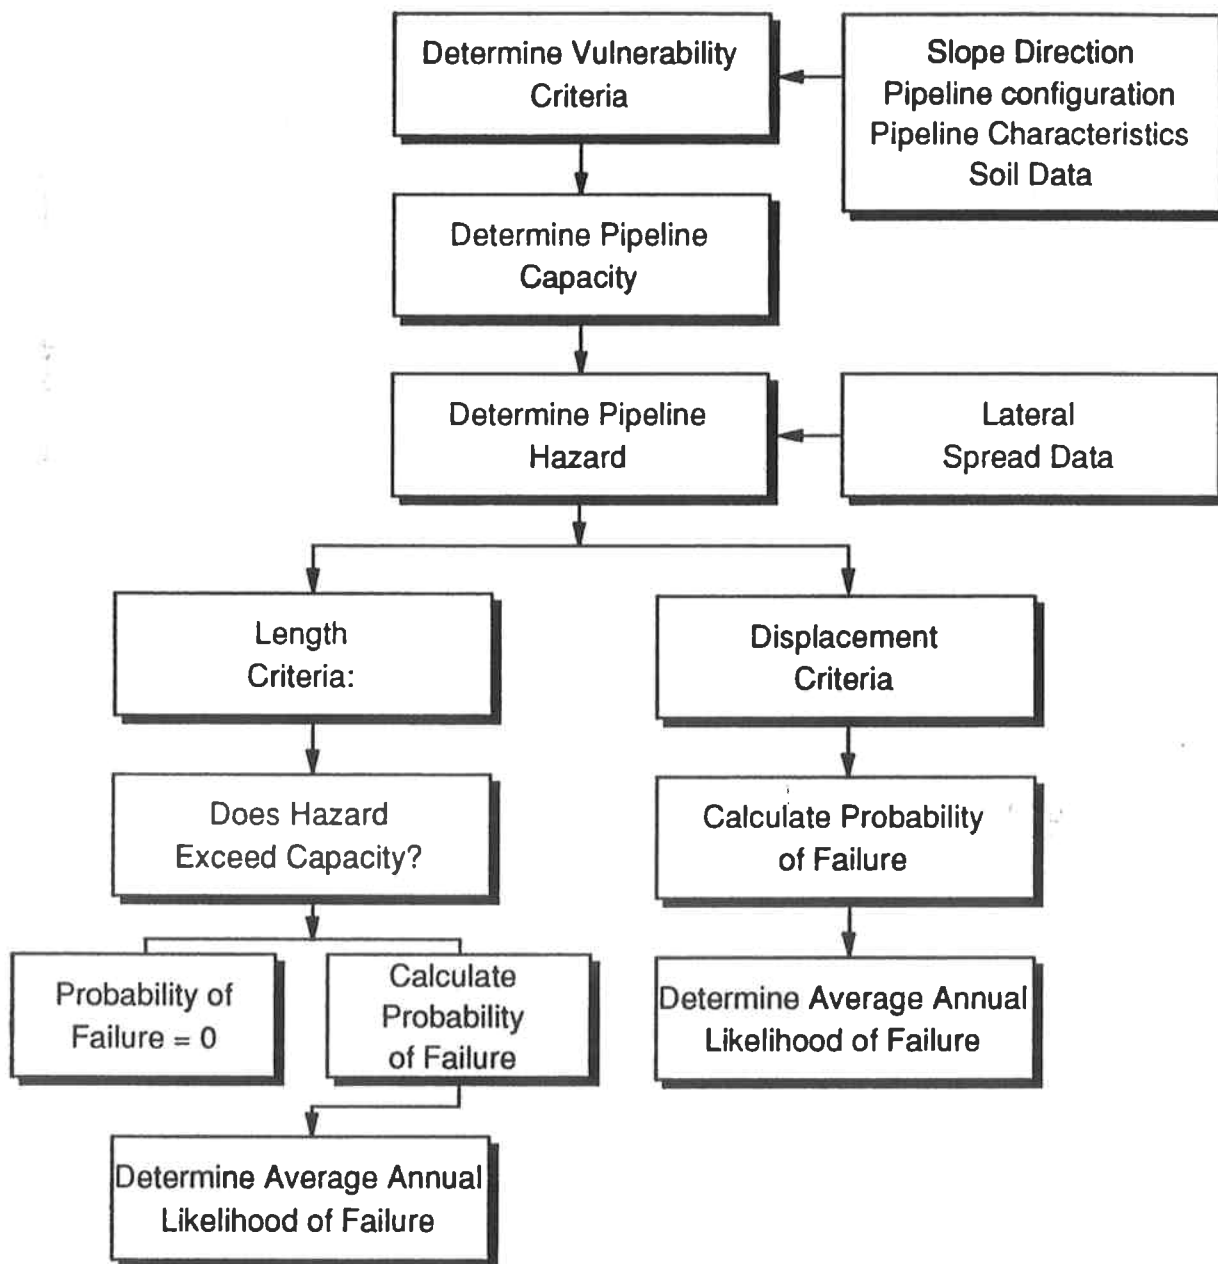 Determine Vulnerability
Criteria
Slope Direction
Pipeline configuration
Pipeline Characteristics
Soil Data
Determine Pipeline
Capacity
Determine Pipeline
Hazard
Lateral
Spread Data
Length
Criteria:
Displacement
Criteria
Does Hazard
Exceed Capacity?
Calculate Probability
of Failure
Probability of
Failure = 0
Calculate
Probability
of Failure
Determine Average Annual
Likelihood of Failure
Determine Average Annual
Likelihood of Failure